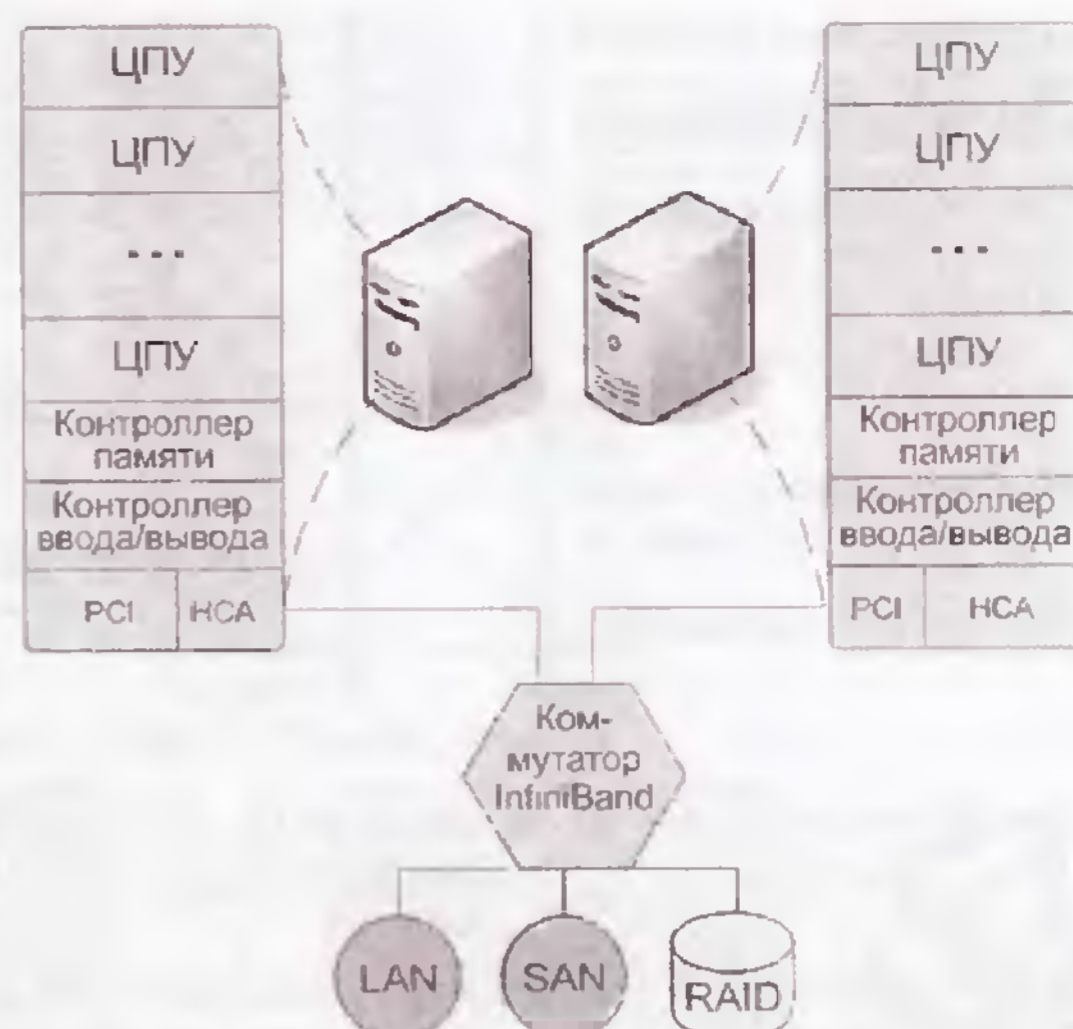 ЦПУ
ЦПУ
...
ЦПУ
Контроллер
памяти
Контроллер
ввода/вывода
PCI
HCA
ЦПУ
ЦПУ
...
ЦПУ
Контроллер
памяти
Контроллер
ввода/вывода
PCI
HCA
Ком-
мутатор
InfiniBand
LAN
SAN
RAID